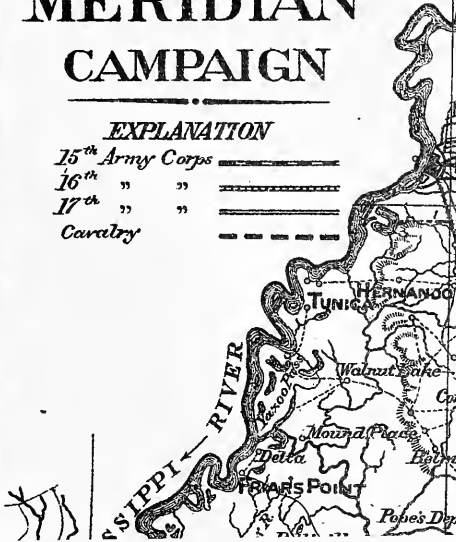 MERIDIAN
CAMPAIGN
EXPLANATION
15th Army Corps
16th " "
17th " "
Cavalry
TUNICA
HERNANDO
Walnut Lake
Yazoo Pass
RIVER
SSIPPI
Mound Place
Delta
FRIARS POINT
Pope's Dep